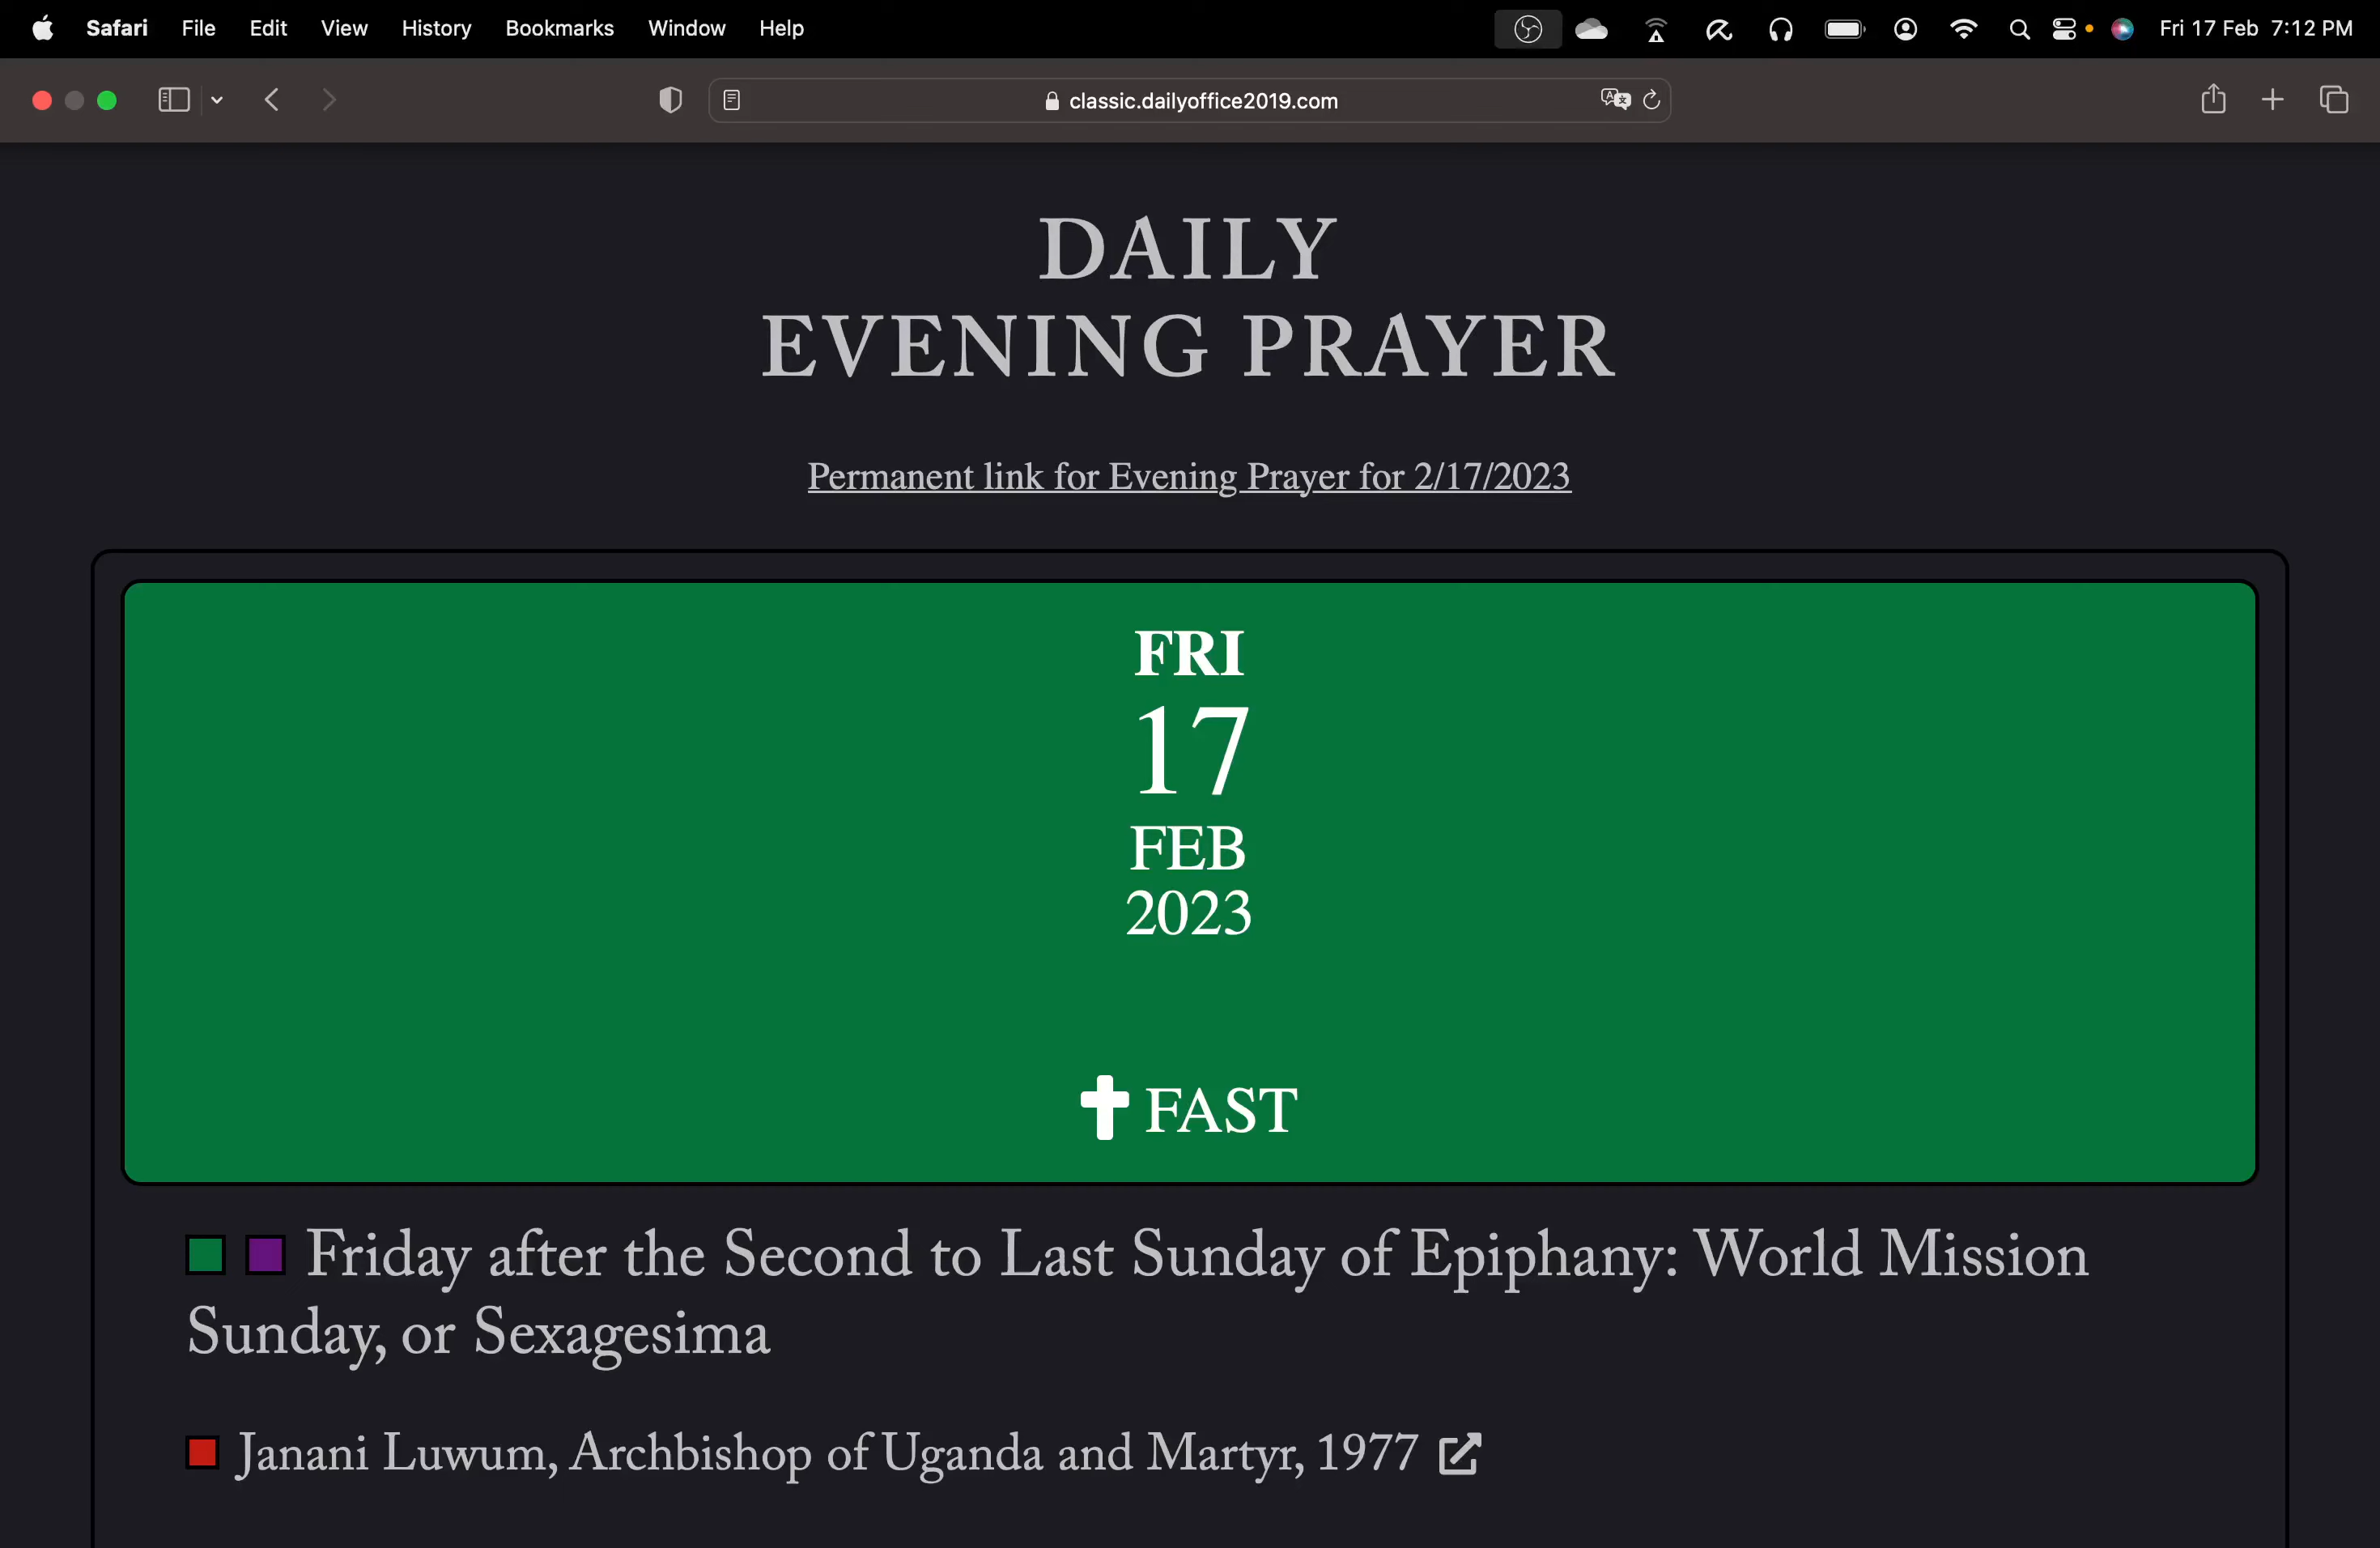 Safari File Edit View History Bookmarks Window Help Fri 17 Feb 7:12 PM
classic.dailyoffice2019.com
DAILY
EVENING PRAYER
Permanent link for Evening Prayer for 2/17/2023
FRI
17
FEB
2023
FAST
Friday after the Second to Last Sunday of Epiphany: World Mission
Sunday, or Sexagesima
Janani Luwum, Archbishop of Uganda and Martyr, 1977